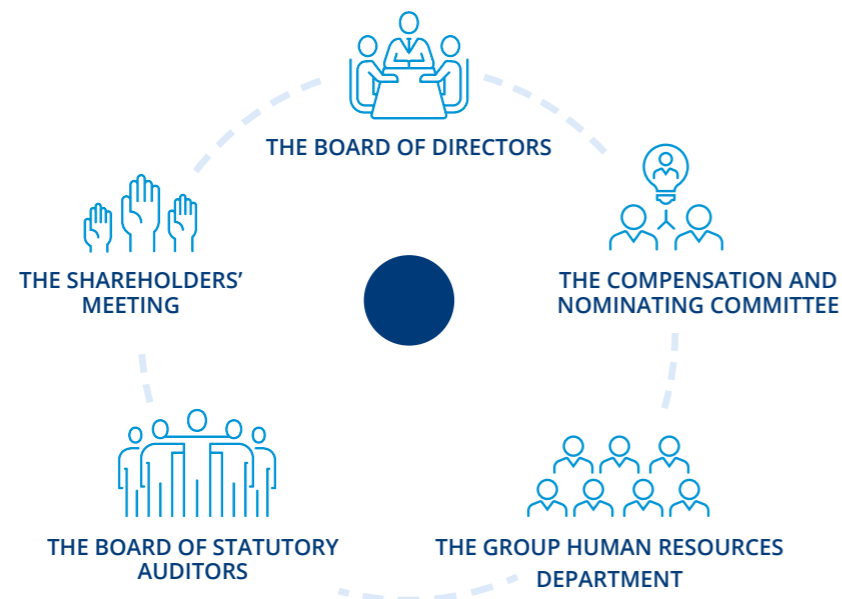 THE BOARD OF DIRECTORS
THE SHAREHOLDERS’
MEETING
THE COMPENSATION AND
NOMINATING COMMITTEE
THE BOARD OF STATUTORY
AUDITORS
THE GROUP HUMAN RESOURCES
DEPARTMENT